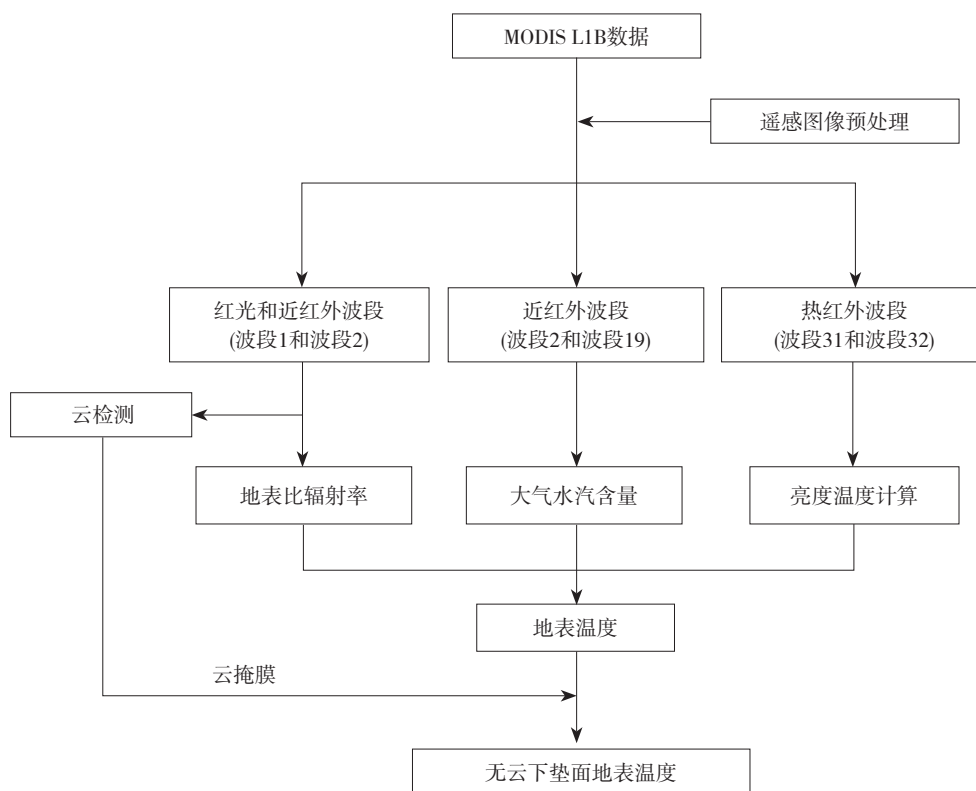 MODIS L1B数据
遥感图像预处理
红光和近红外波段
(波段1和波段2)
近红外波段
(波段2和波段19)
热红外波段
(波段31和波段32)
云检测
地表比辐射率
大气水汽含量
亮度温度计算
地表温度
云掩膜
无云下垫面地表温度